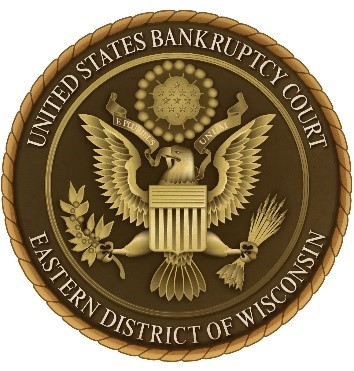 UNITED STATES BANKRUPTCY COURT
E PLURIBUS UNUM
EASTERN DISTRICT OF WISCONSIN